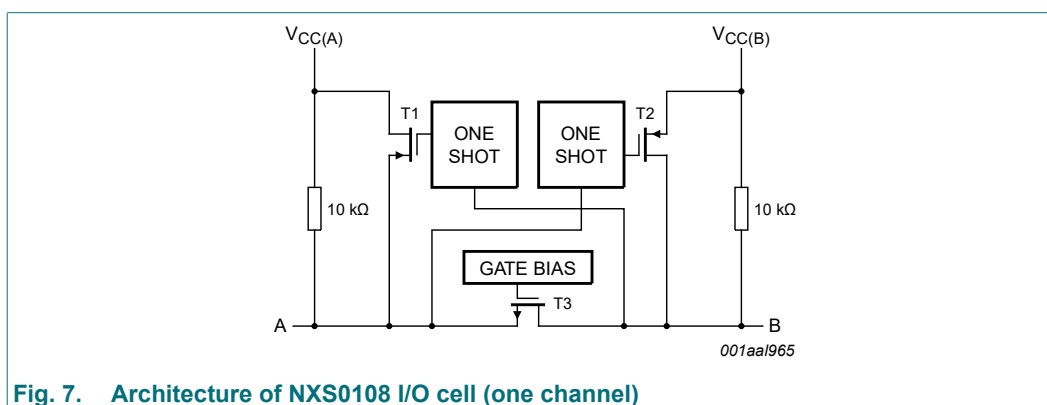 VCC(A)
VCC(B)
T1
T2
ONE
SHOT
ONE
SHOT
10 kΩ
10 kΩ
GATE BIAS
T3
A
B
001aal965
Fig. 7. Architecture of NXS0108 I/O cell (one channel)